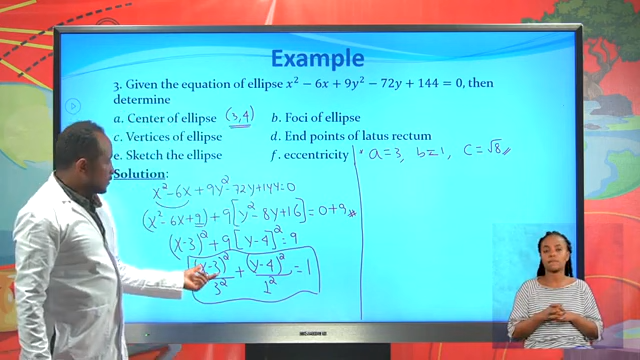 Example
3. Given the equation of ellipse x² − 6x + 9y² − 72y + 144 = 0, then
determine
a. Center of ellipse (3,4) b. Foci of ellipse
c. Vertices of ellipse d. End points of latus rectum
e. Sketch the ellipse f. eccentricity
* a=3, b=1, c=√8
Solution:
x²−6x+9y²−72y+144=0
(x²−6x+9)+9[y²−8y+16]=0+9
(x−3)²+9[y−4]²=9
(x−3)²/3² + (y−4)²/1² = 1